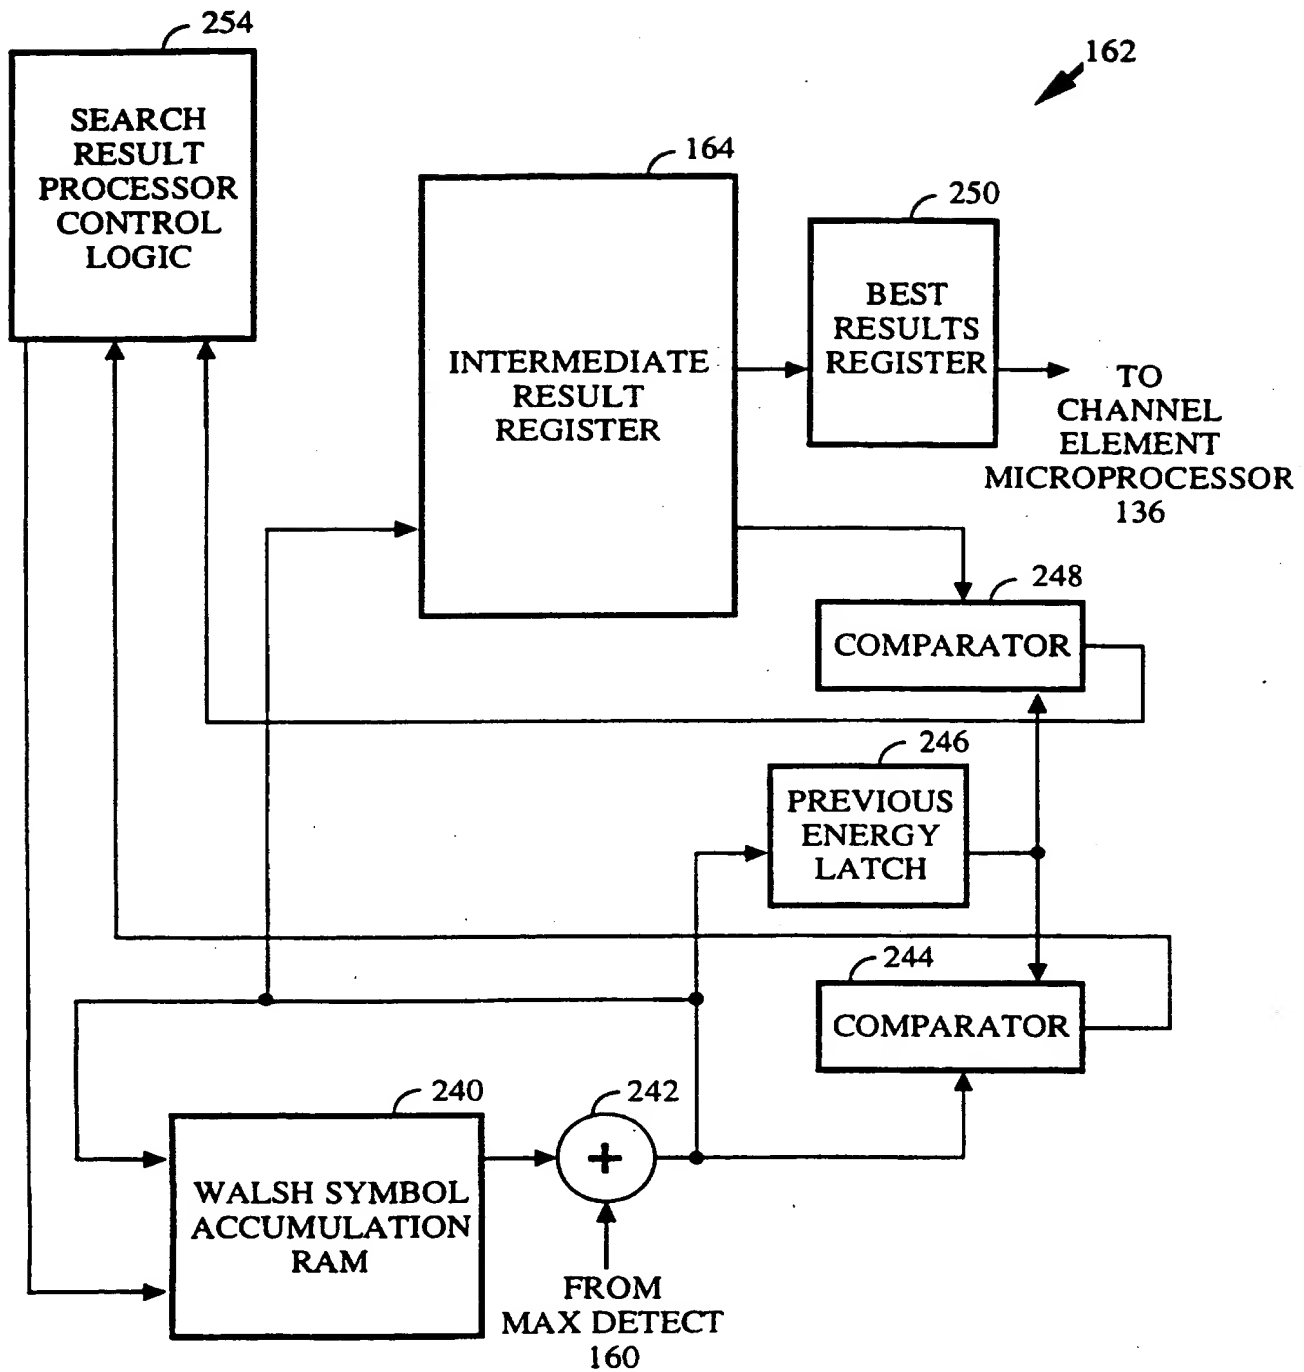 254
SEARCH
RESULT
PROCESSOR
CONTROL
LOGIC
162
164
INTERMEDIATE
RESULT
REGISTER
250
BEST
RESULTS
REGISTER
TO
CHANNEL
ELEMENT
MICROPROCESSOR
136
248
COMPARATOR
246
PREVIOUS
ENERGY
LATCH
244
COMPARATOR
240
WALSH SYMBOL
ACCUMULATION
RAM
242
+
FROM
MAX DETECT
160